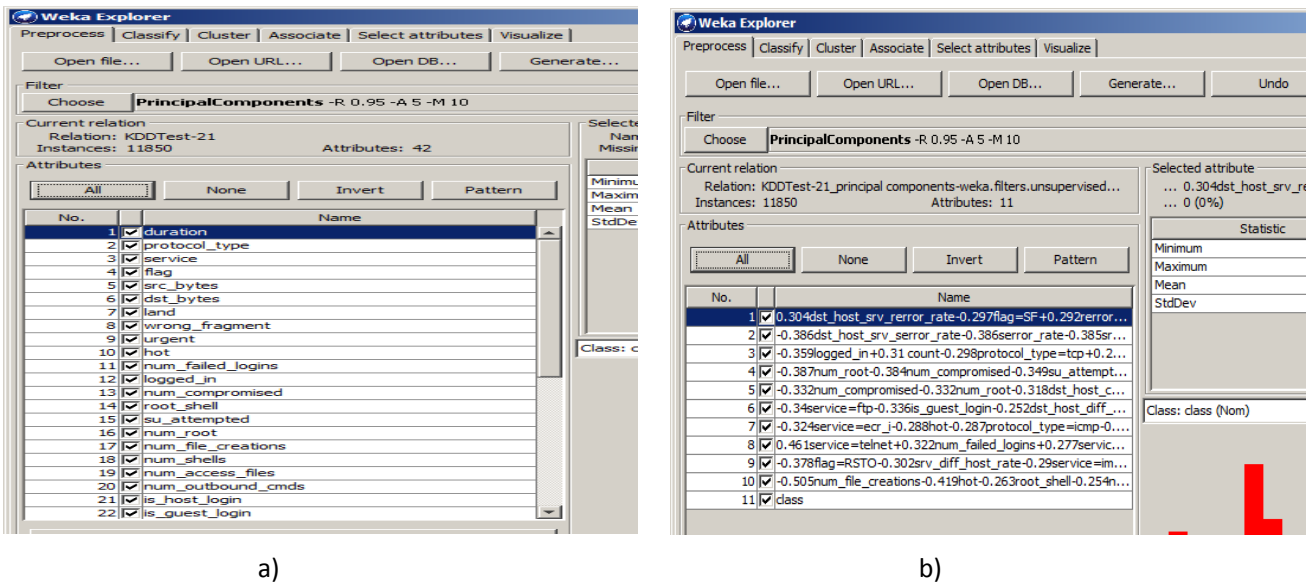 Weka Explorer
Preprocess Classify Cluster Associate Select attributes Visualize
Open file... Open URL... Open DB... Generate...
Filter
Choose PrincipalComponents -R 0.95 -A 5 -M 10
Current relation
Relation: KDDTest-21
Instances: 11850 Attributes: 42
Selecte
Nan
Missin
Attributes
All None Invert Pattern
Minimu
Maxim
Mean
StdDe
No. Name
1 duration
2 protocol_type
3 service
4 flag
5 src_bytes
6 dst_bytes
7 land
8 wrong_fragment
9 urgent
10 hot
11 num_failed_logins
12 logged_in
13 num_compromised
14 root_shell
15 su_attempted
16 num_root
17 num_file_creations
18 num_shells
19 num_access_files
20 num_outbound_cmds
21 is_host_login
22 is_guest_login
Class: c
a)
Weka Explorer
Preprocess Classify Cluster Associate Select attributes Visualize
Open file... Open URL... Open DB... Generate... Undo
Filter
Choose PrincipalComponents -R 0.95 -A 5 -M 10
Current relation
Relation: KDDTest-21_principal components-weka.filters.unsupervised...
Instances: 11850 Attributes: 11
Selected attribute
... 0.304dst_host_srv_re
... 0 (0%)
Attributes
All None Invert Pattern
Statistic
Minimum
Maximum
Mean
StdDev
No. Name
1 0.304dst_host_srv_rerror_rate-0.297flag=SF+0.292rerror...
2 -0.386dst_host_srv_serror_rate-0.386serror_rate-0.385sr...
3 -0.359logged_in+0.31 count-0.298protocol_type=tcp+0.2...
4 -0.387num_root-0.384num_compromised-0.349su_attempt...
5 -0.332num_compromised-0.332num_root-0.318dst_host_c...
6 -0.34service=ftp-0.336is_guest_login-0.252dst_host_diff_...
7 -0.324service=ecr_i-0.288hot-0.287protocol_type=icmp-0....
8 0.461service=telnet+0.322num_failed_logins+0.277servic...
9 -0.378flag=RSTO-0.302srv_diff_host_rate-0.29service=im...
10 -0.505num_file_creations-0.419hot-0.263root_shell-0.254n...
11 class
Class: class (Nom)
b)